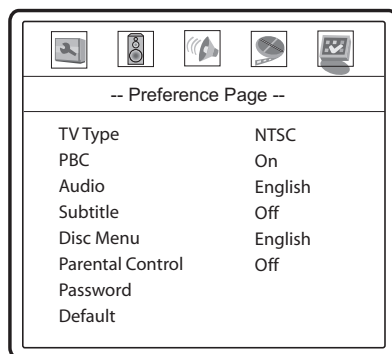 -- Preference Page --
TV Type NTSC
PBC On
Audio English
Subtitle Off
Disc Menu English
Parental Control Off
Password
Default